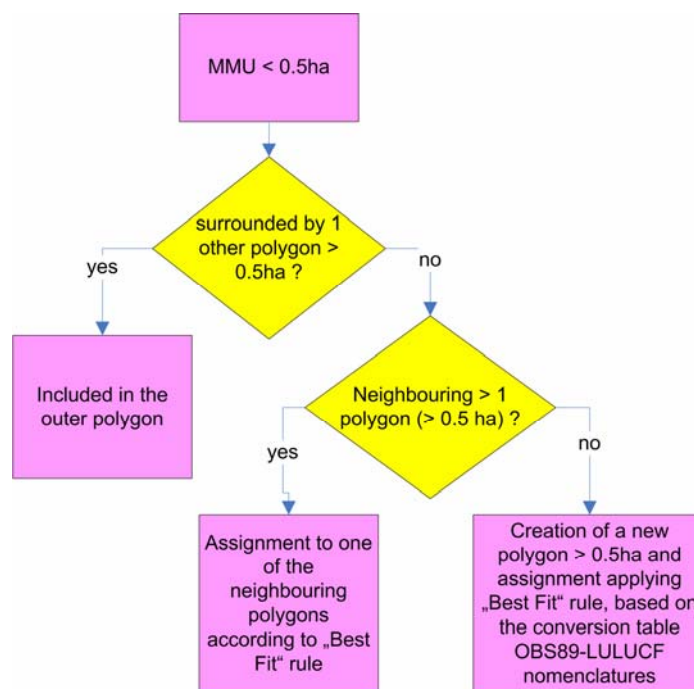 MMU < 0.5ha
surrounded by 1
other polygon >
0.5ha ?
yes
no
Included in the
outer polygon
Neighbouring > 1
polygon (> 0.5 ha) ?
yes
no
Assignment to one
of the
neighbouring
polygons
according to „Best
Fit“ rule
Creation of a new
polygon > 0.5ha and
assignment applying
„Best Fit“ rule, based on
the conversion table
OBS89-LULUCF
nomenclatures